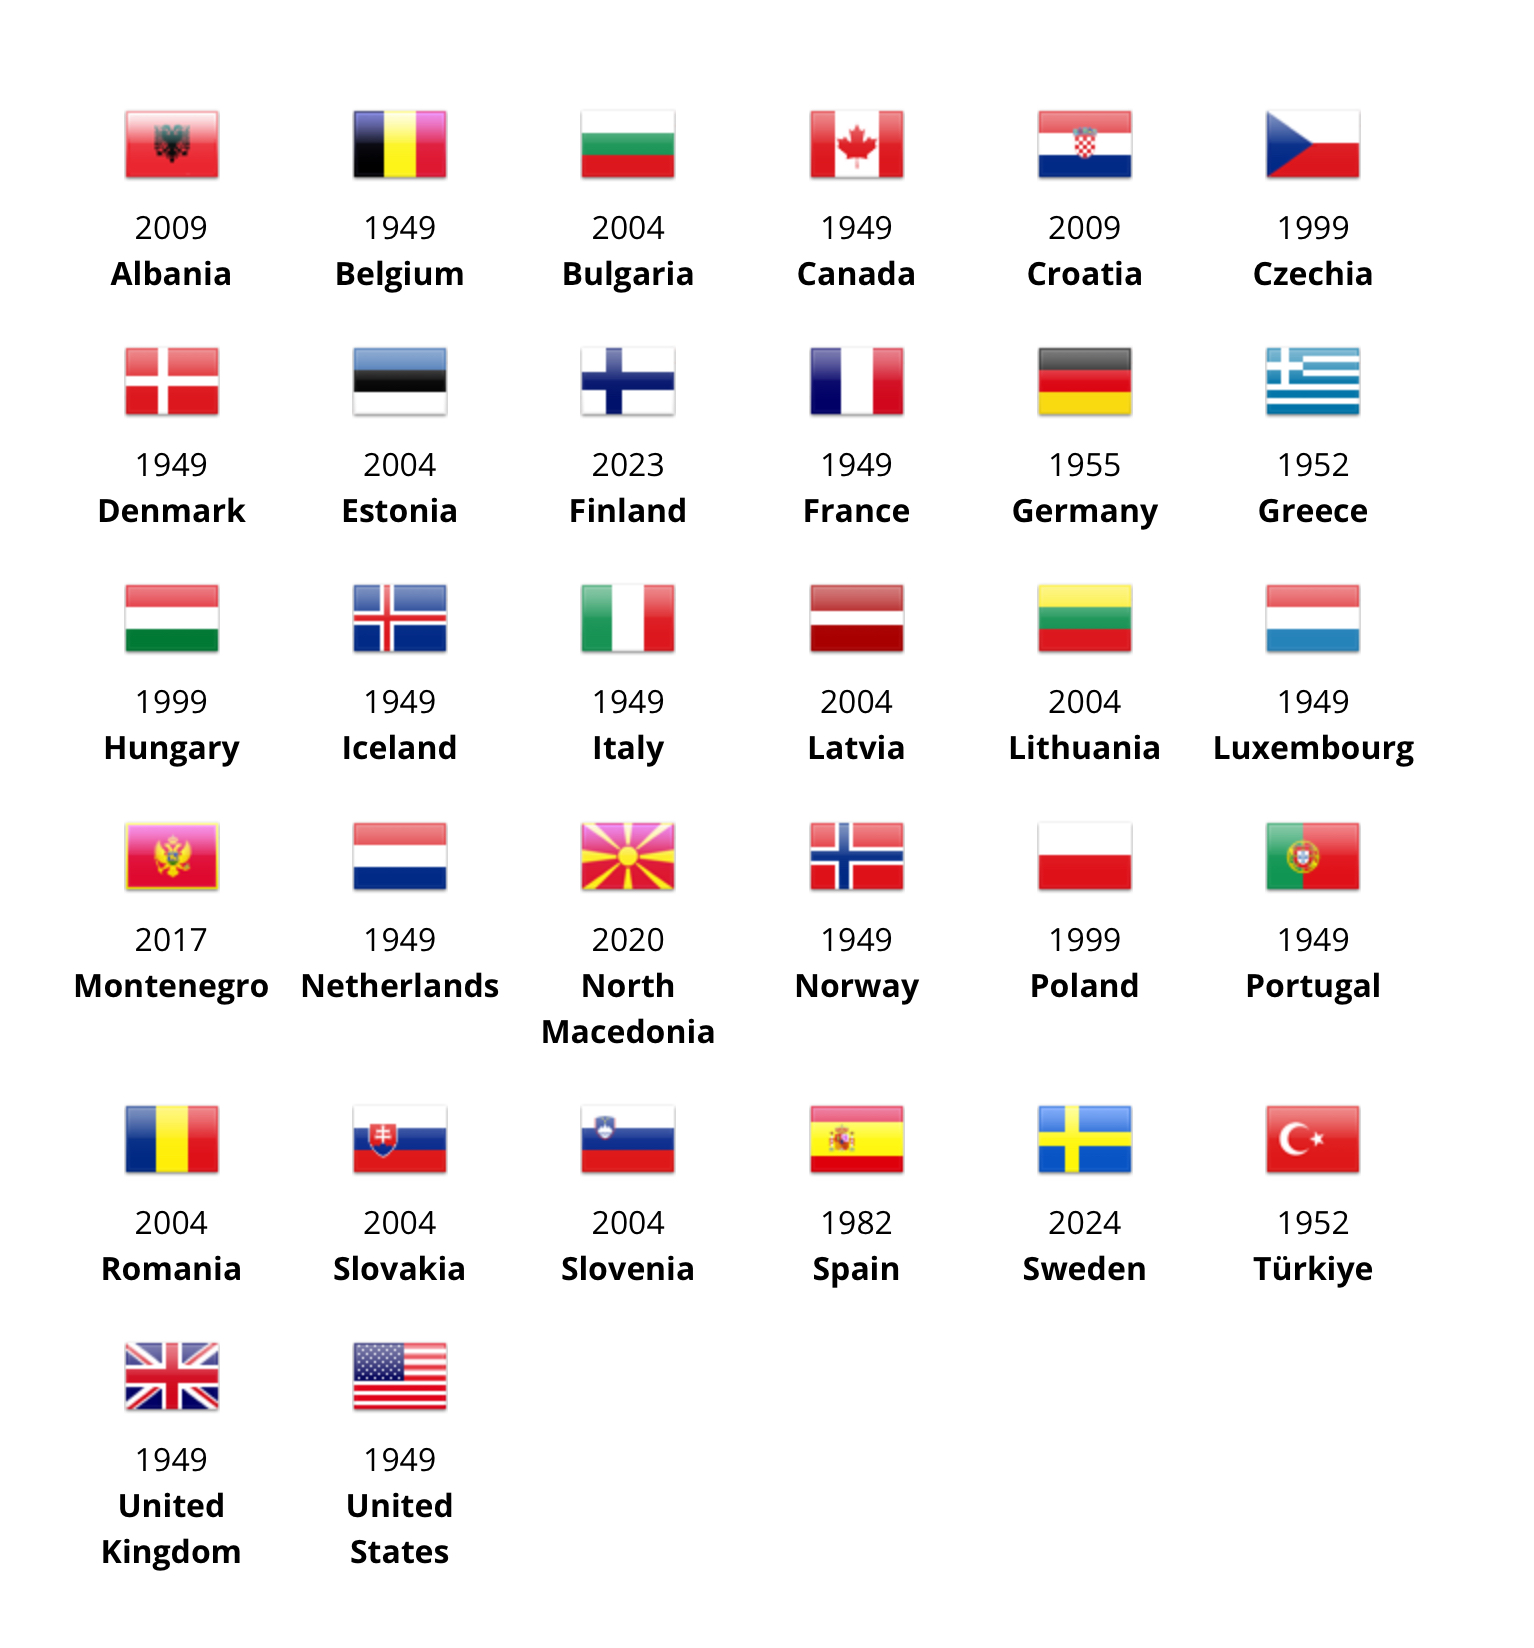 2009
Albania
1949
Belgium
2004
Bulgaria
1949
Canada
2009
Croatia
1999
Czechia
1949
Denmark
2004
Estonia
2023
Finland
1949
France
1955
Germany
1952
Greece
1999
Hungary
1949
Iceland
1949
Italy
2004
Latvia
2004
Lithuania
1949
Luxembourg
2017
Montenegro
1949
Netherlands
2020
North
Macedonia
1949
Norway
1999
Poland
1949
Portugal
2004
Romania
2004
Slovakia
2004
Slovenia
1982
Spain
2024
Sweden
1952
Türkiye
1949
United
Kingdom
1949
United
States